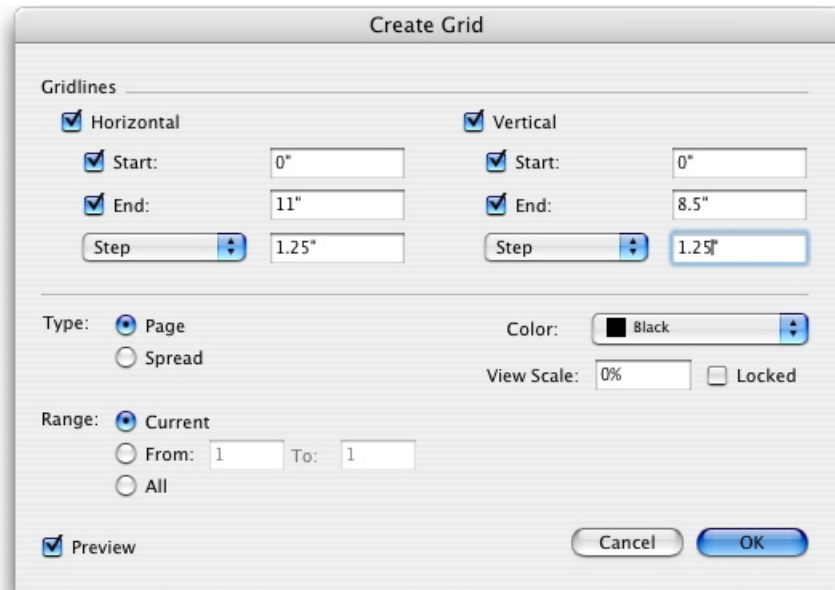 Create Grid
Gridlines
Horizontal
Start: 0"
End: 11"
Step 1.25"
Vertical
Start: 0"
End: 8.5"
Step 1.25"
Type: Page
Spread
Color: Black
View Scale: 0% Locked
Range: Current
From: 1 To: 1
All
Preview
Cancel OK